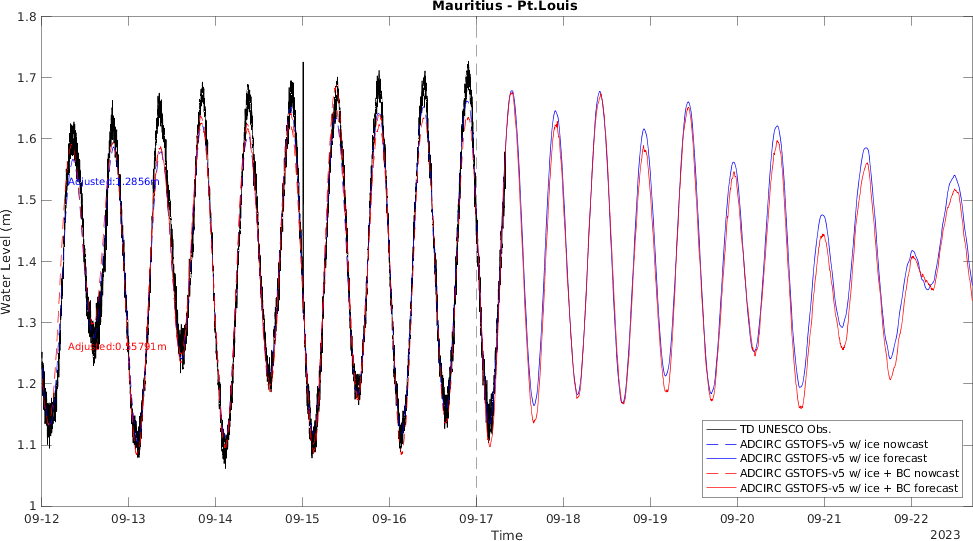 Mauritius - Pt.Louis
Water Level (m)
1.8
1.7
1.6
1.5
1.4
1.3
1.2
1.1
1
Adjusted:1.2856m
Adjusted:0.55791m
TD UNESCO Obs.
ADCIRC GSTOFS-v5 w/ ice nowcast
ADCIRC GSTOFS-v5 w/ ice forecast
ADCIRC GSTOFS-v5 w/ ice + BC nowcast
ADCIRC GSTOFS-v5 w/ ice + BC forecast
09-12 09-13 09-14 09-15 09-16 09-17 09-18 09-19 09-20 09-21 09-22
Time
2023